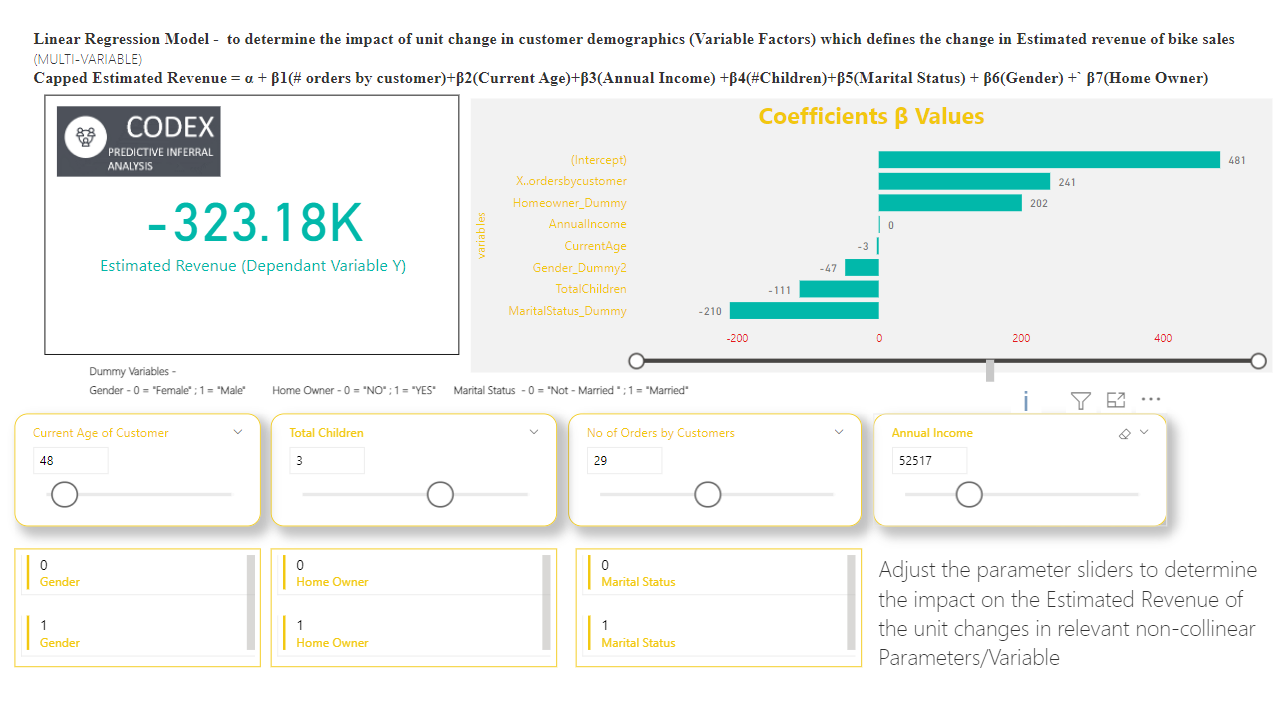 Linear Regression Model -  to determine the impact of unit change in customer demographics (Variable Factors) which defines the change in Estimated revenue of bike sales
(MULTI-VARIABLE)
Capped Estimated Revenue = α + β1(# orders by customer)+β2(Current Age)+β3(Annual Income) +β4(#Children)+β5(Marital Status) + β6(Gender) +` β7(Home Owner)
CODEX
PREDICTIVE INFERRAL
ANALYSIS
-323.18K
Estimated Revenue (Dependant Variable Y)
Coefficients β Values
variables
(Intercept) 481
X..ordersbycustomer 241
Homeowner_Dummy 202
AnnualIncome 0
CurrentAge -3
Gender_Dummy2 -47
TotalChildren -111
MaritalStatus_Dummy -210
-200 0 200 400
Dummy Variables -
Gender - 0 = "Female" ; 1 = "Male" Home Owner - 0 = "NO" ; 1 = "YES" Marital Status - 0 = "Not - Married " ; 1 = "Married"
i
Current Age of Customer
48
Total Children
3
No of Orders by Customers
29
Annual Income
52517
0
Gender
1
Gender
0
Home Owner
1
Home Owner
0
Marital Status
1
Marital Status
Adjust the parameter sliders to determine
the impact on the Estimated Revenue of
the unit changes in relevant non-collinear
Parameters/Variable